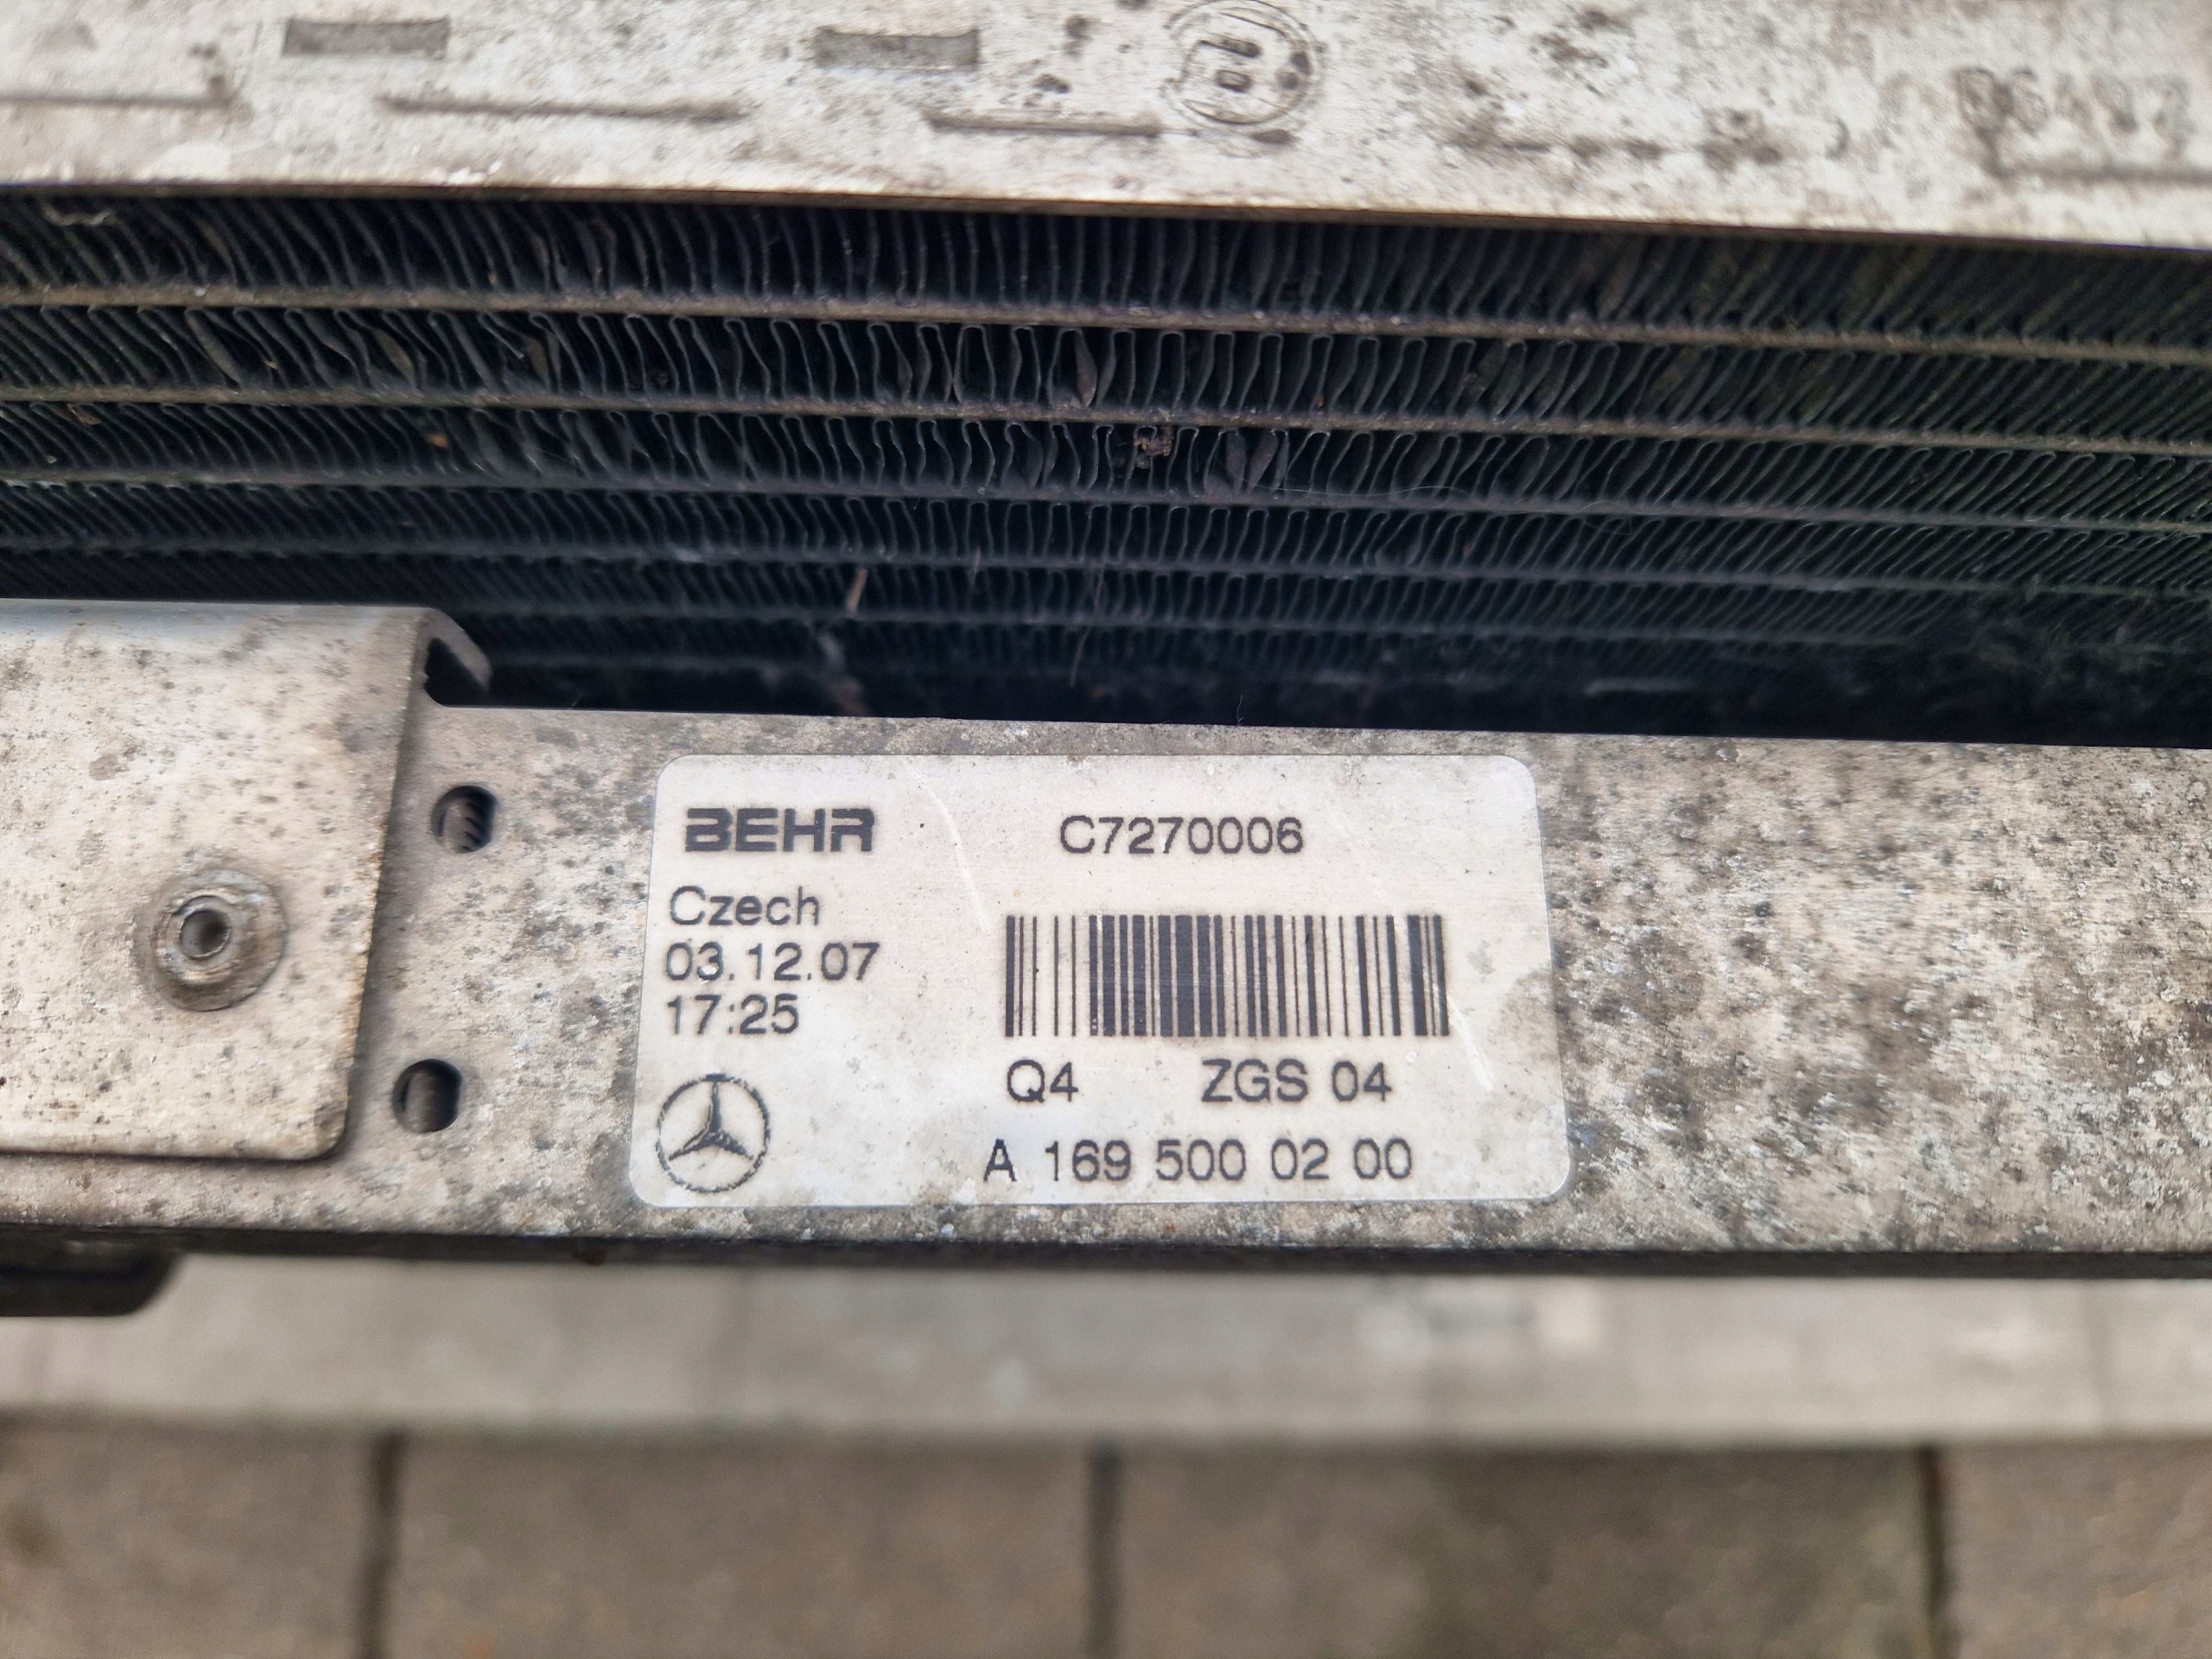 BEHR C7270006
Czech
03.12.07
17:25
Q4 ZGS 04
A 169 500 02 00